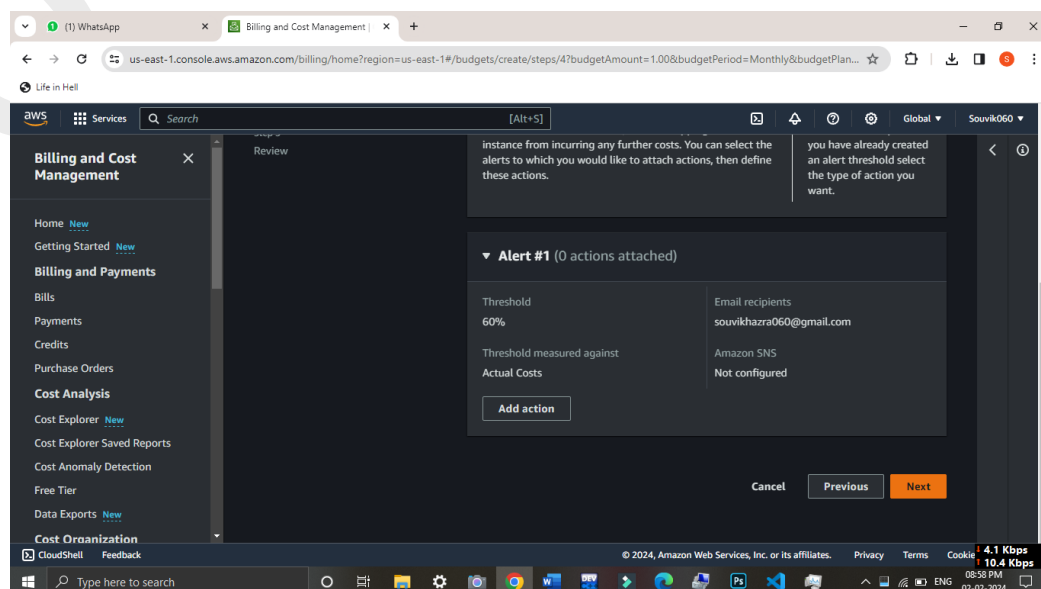 (1) WhatsApp
Billing and Cost Management |
us-east-1.console.aws.amazon.com/billing/home?region=us-east-1#/budgets/create/steps/4?budgetAmount=1.00&budgetPeriod=Monthly&budgetPlan...
S
Life in Hell
aws
Services
Search
[Alt+S]
Global
Souvik060
Billing and Cost
Management
Home New
Getting Started New
Billing and Payments
Bills
Payments
Credits
Purchase Orders
Cost Analysis
Cost Explorer New
Cost Explorer Saved Reports
Cost Anomaly Detection
Free Tier
Data Exports New
Cost Organization
Review
instance from incurring any further costs. You can select the
alerts to which you would like to attach actions, then define
these actions.
you have already created
an alert threshold select
the type of action you
want.
Alert #1 (0 actions attached)
Threshold
60%
Threshold measured against
Actual Costs
Email recipients
souvikhazra060@gmail.com
Amazon SNS
Not configured
Add action
Cancel
Previous
Next
CloudShell
Feedback
© 2024, Amazon Web Services, Inc. or its affiliates.
Privacy
Terms
Cookie
4.1 Kbps
10.4 Kbps
Type here to search
ENG
08:58 PM
02-02-2024